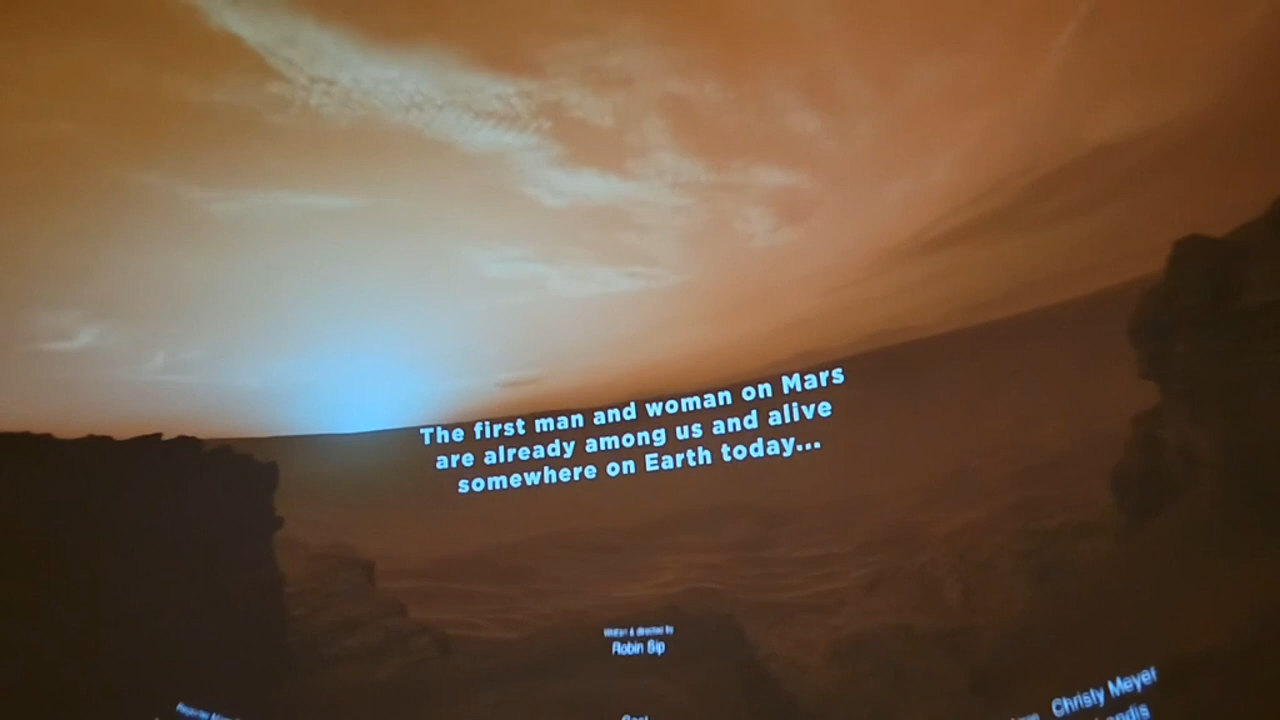 The first man and woman on Mars
are already among us and alive
somewhere on Earth today...
Written & directed by
Robin Sip
Christy Meyer